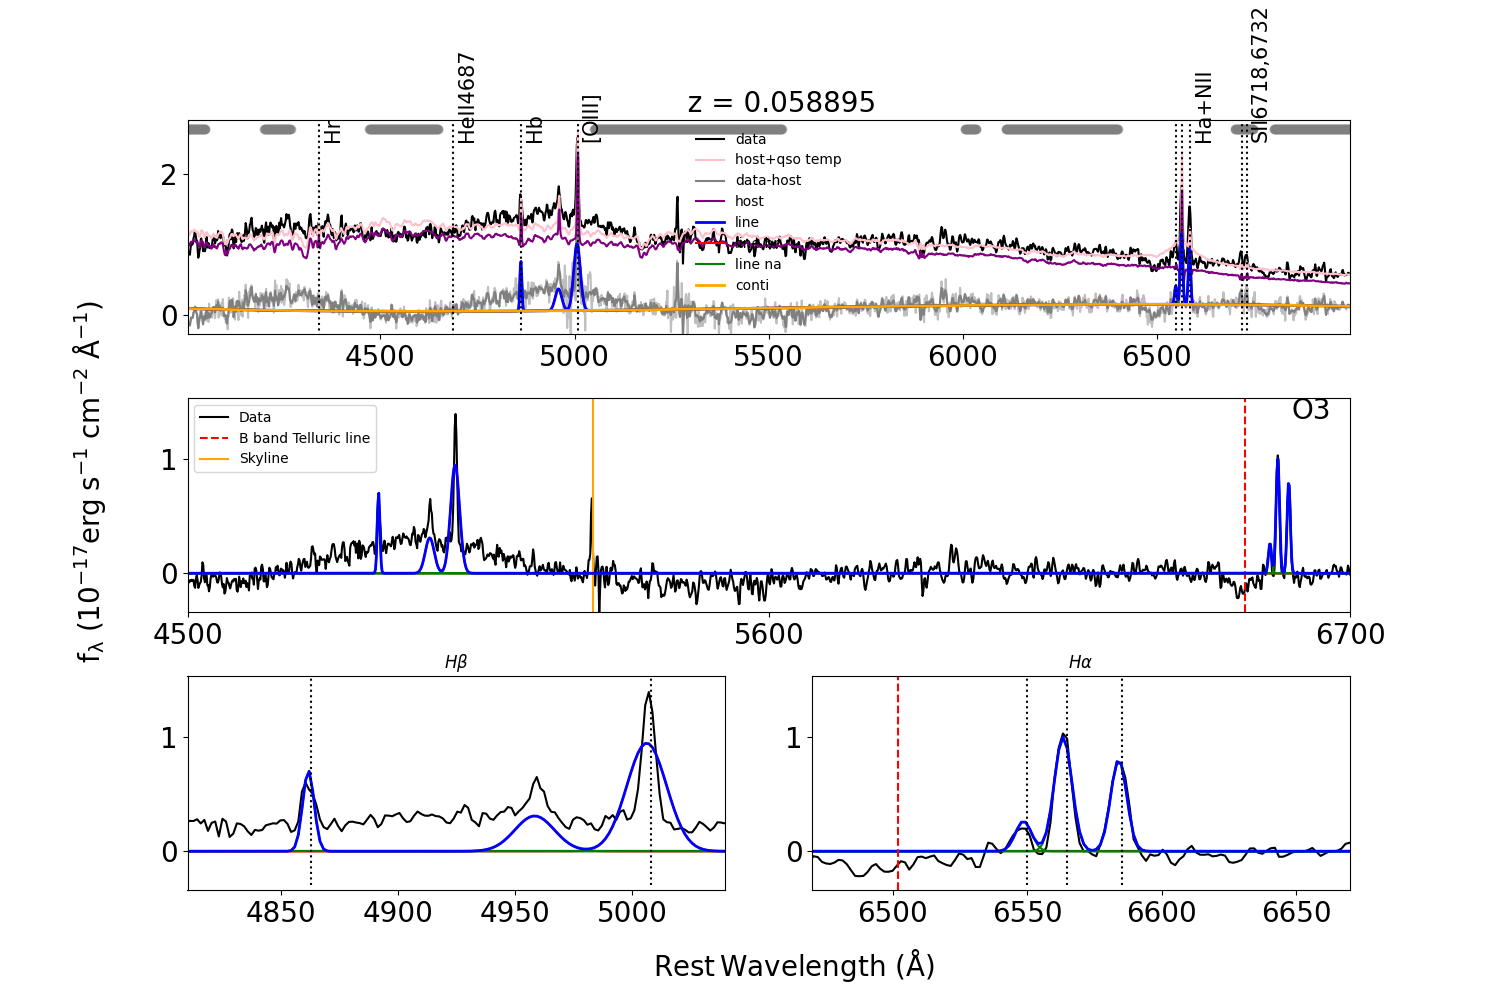 z = 0.058895
Hr
HeII4687
Hb
[OIII]
Ha+NII
SII6718,6732
data
host+qso temp
data-host
host
line
line na
conti
2
0
4500
5000
5500
6000
6500
fλ (10−17erg s−1 cm−2 Å−1)
Data
B band Telluric line
Skyline
O3
1
0
4500
5600
6700
Hβ
1
0
4850
4900
4950
5000
Hα
1
0
6500
6550
6600
6650
Rest Wavelength (Å)